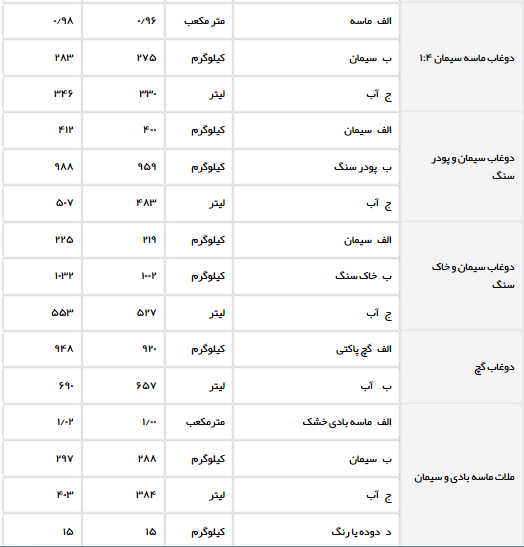 دوغاب ماسه سیمان ۱:۴
الف . ماسه	متر مکعب	۰/۹۶	۰/۹۸
ب . سیمان	کیلوگرم	۲۷۵	۲۸۳
ج . آب	لیتر	۳۳۰	۳۴۶
دوغاب سیمان و پودر
سنگ
الف . سیمان	کیلوگرم	۴۰۰	۴۱۲
ب . پودر سنگ	کیلوگرم	۹۵۹	۹۸۸
ج . آب	لیتر	۴۸۳	۵۰۷
دوغاب سیمان و خاک
سنگ
الف . سیمان	کیلوگرم	۲۱۹	۲۲۵
ب . خاک سنگ	کیلوگرم	۱۰۰۲	۱۰۳۲
ج . آب	لیتر	۵۲۷	۵۵۳
دوغاب گچ
الف . گچ پاکتی	کیلوگرم	۹۲۰	۹۴۸
ب . آب	لیتر	۶۵۷	۶۹۰
ملات ماسه بادی و سیمان
الف . ماسه بادی خشک	مترمکعب	۱/۰۰	۱/۰۲
ب . سیمان	کیلوگرم	۲۸۸	۲۹۷
ج . آب	لیتر	۳۸۴	۴۰۳
د . دوده یا رنگ	کیلوگرم	۱۵	۱۵